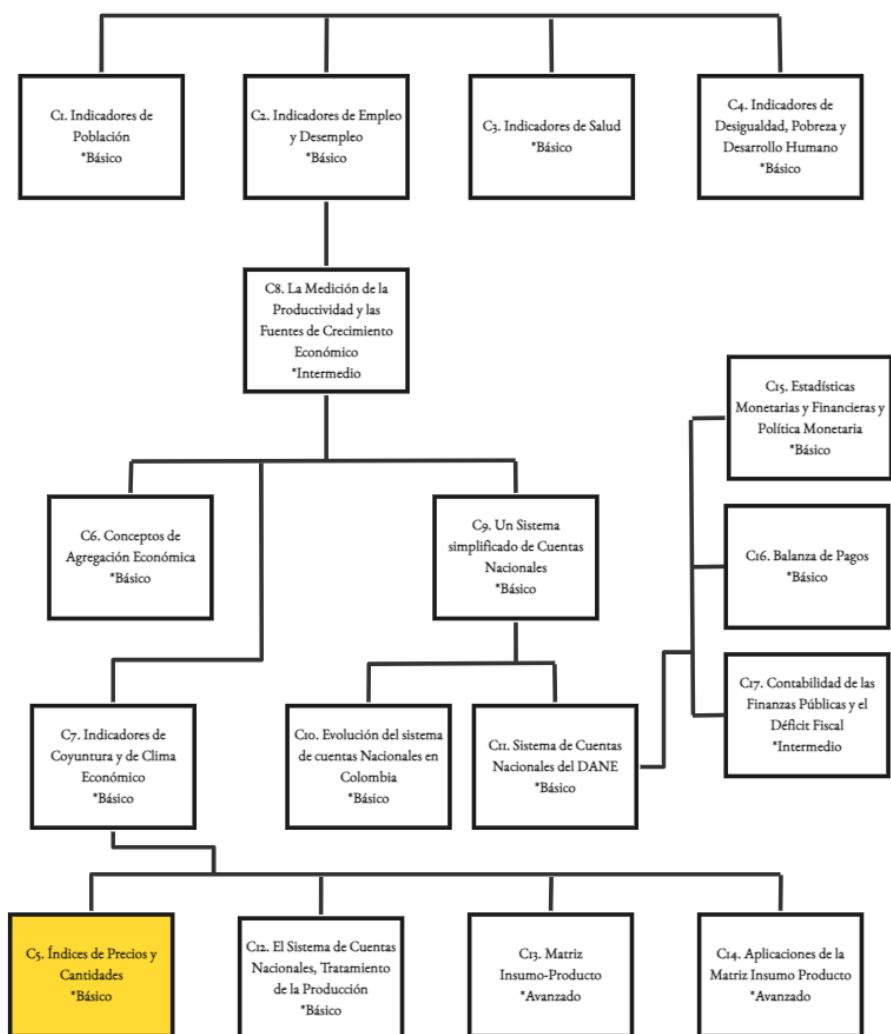 C1. Indicadores de
Población
*Básico
C2. Indicadores de Empleo
y Desempleo
*Básico
C3. Indicadores de Salud
*Básico
C4. Indicadores de
Desigualdad, Pobreza y
Desarrollo Humano
*Básico
C8. La Medición de la
Productividad y las
Fuentes de Crecimiento
Económico
*Intermedio
C15. Estadísticas
Monetarias y Financieras y
Política Monetaria
*Básico
C6. Conceptos de
Agregación Económica
*Básico
C9. Un Sistema
simplificado de Cuentas
Nacionales
*Básico
C16. Balanza de Pagos
*Básico
C17. Contabilidad de las
Finanzas Públicas y el
Déficit Fiscal
*Intermedio
C7. Indicadores de
Coyuntura y de Clima
Económico
*Básico
C10. Evolución del sistema
de cuentas Nacionales en
Colombia
*Básico
C11. Sistema de Cuentas
Nacionales del DANE
*Básico
C5. Índices de Precios y
Cantidades
*Básico
C12. El Sistema de Cuentas
Nacionales, Tratamiento
de la Producción
*Básico
C13. Matriz
Insumo-Producto
*Avanzado
C14. Aplicaciones de la
Matriz Insumo Producto
*Avanzado